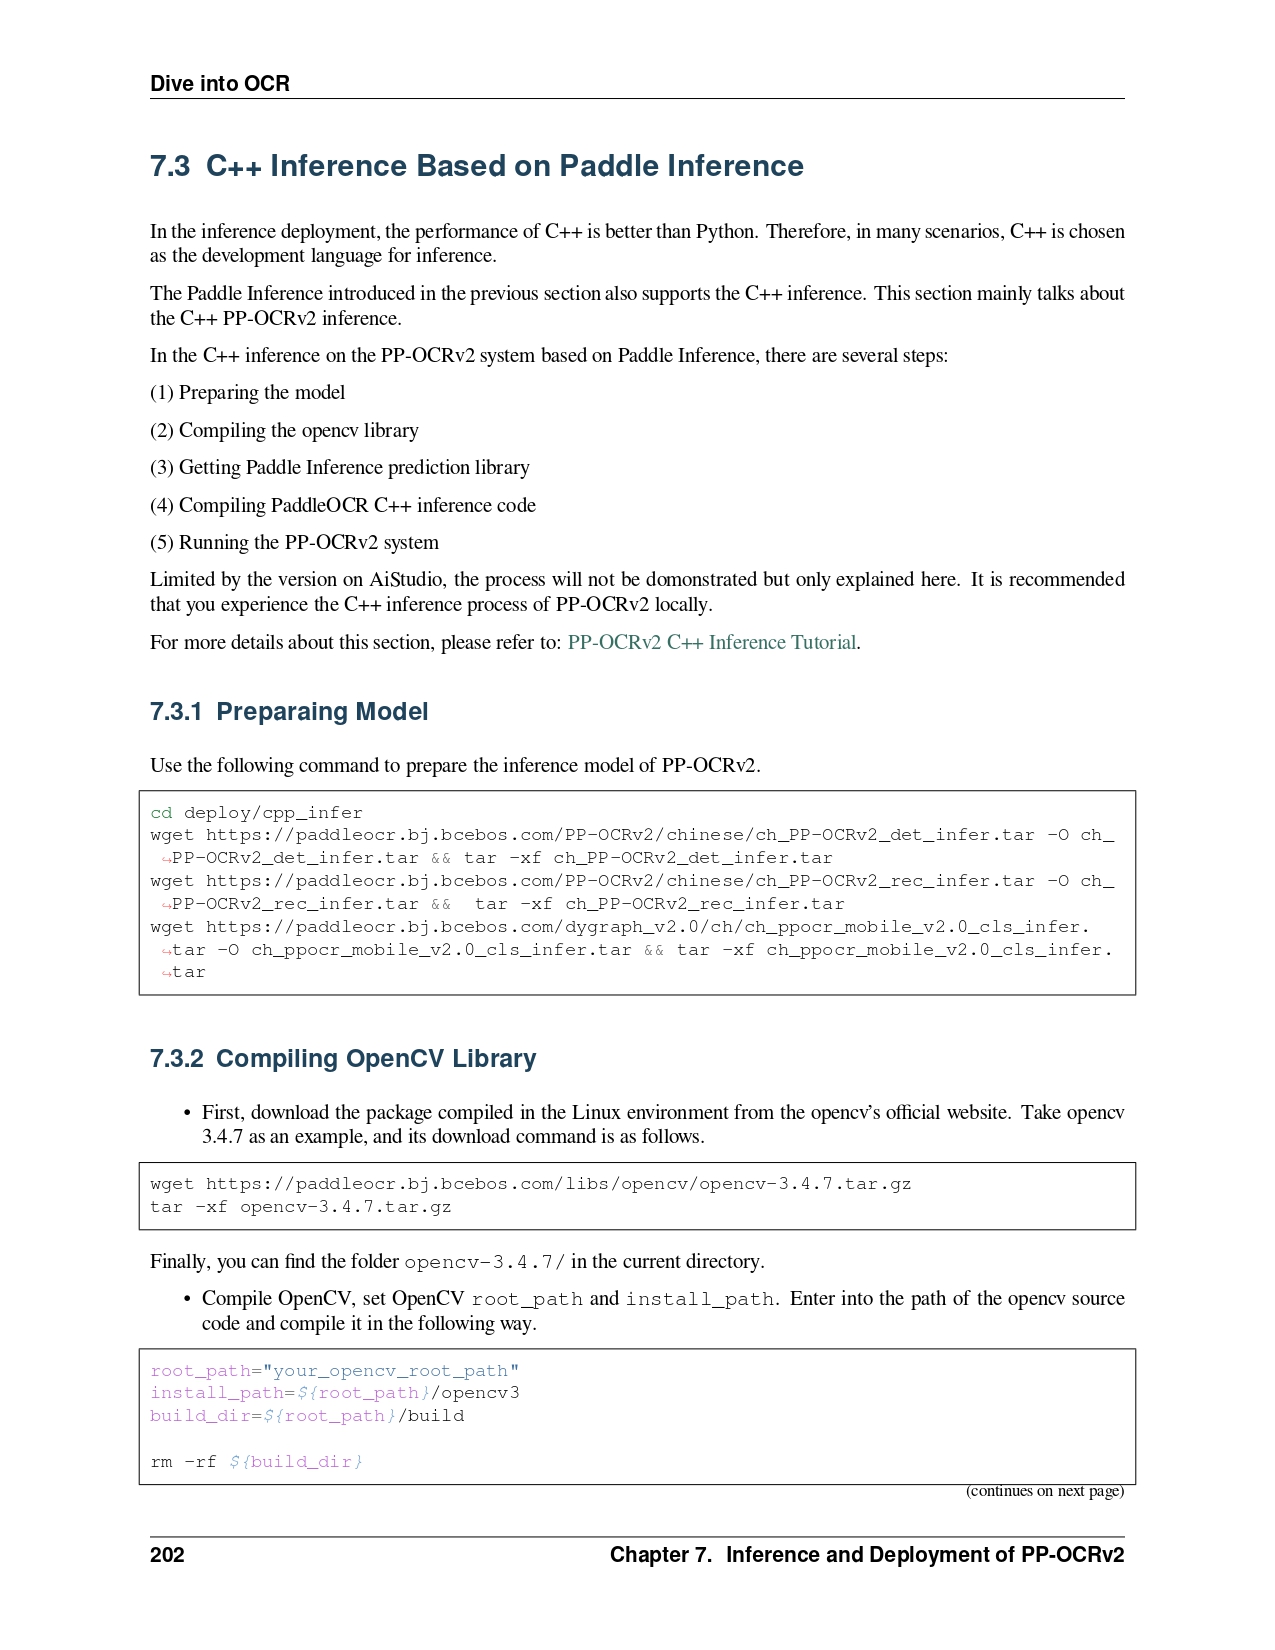 Dive into OCR
7.3 C++ Inference Based on Paddle Inference
In the inference deployment, the performance of C++ is better than Python. Therefore, in many scenarios, C++ is chosen
as the development language for inference.
The Paddle Inference introduced in the previous section also supports the C++ inference. This section mainly talks about
the C++ PP-OCRv2 inference.
In the C++ inference on the PP-OCRv2 system based on Paddle Inference, there are several steps:
(1) Preparing the model
(2) Compiling the opencv library
(3) Getting Paddle Inference prediction library
(4) Compiling PaddleOCR C++ inference code
(5) Running the PP-OCRv2 system
Limited by the version on AiStudio, the process will not be domonstrated but only explained here. It is recommended
that you experience the C++ inference process of PP-OCRv2 locally.
For more details about this section, please refer to: PP-OCRv2 C++ Inference Tutorial.
7.3.1 Preparaing Model
Use the following command to prepare the inference model of PP-OCRv2.
cd deploy/cpp_infer
wget https://paddleocr.bj.bcebos.com/PP-OCRv2/chinese/ch_PP-OCRv2_det_infer.tar -O ch_
↪PP-OCRv2_det_infer.tar && tar -xf ch_PP-OCRv2_det_infer.tar
wget https://paddleocr.bj.bcebos.com/PP-OCRv2/chinese/ch_PP-OCRv2_rec_infer.tar -O ch_
↪PP-OCRv2_rec_infer.tar &&  tar -xf ch_PP-OCRv2_rec_infer.tar
wget https://paddleocr.bj.bcebos.com/dygraph_v2.0/ch/ch_ppocr_mobile_v2.0_cls_infer.
↪tar -O ch_ppocr_mobile_v2.0_cls_infer.tar && tar -xf ch_ppocr_mobile_v2.0_cls_infer.
↪tar
7.3.2 Compiling OpenCV Library
• First, download the package compiled in the Linux environment from the opencv’s official website. Take opencv
3.4.7 as an example, and its download command is as follows.
wget https://paddleocr.bj.bcebos.com/libs/opencv/opencv-3.4.7.tar.gz
tar -xf opencv-3.4.7.tar.gz
Finally, you can find the folder opencv-3.4.7/ in the current directory.
• Compile OpenCV, set OpenCV root_path and install_path. Enter into the path of the opencv source
code and compile it in the following way.
root_path="your_opencv_root_path"
install_path=${root_path}/opencv3
build_dir=${root_path}/build
rm -rf ${build_dir}
(continues on next page)
202 Chapter 7. Inference and Deployment of PP-OCRv2